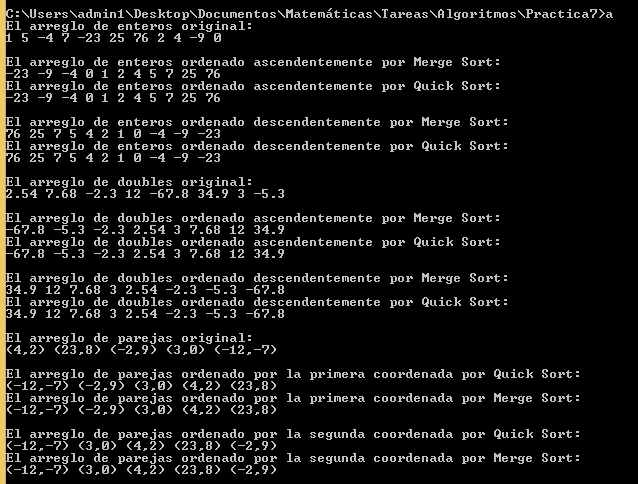 C:\Users\admin1\Desktop\Documentos\Matemáticas\Tareas\Algoritmos\Practica7>a
El arreglo de enteros original:
1 5 -4 7 -23 25 76 2 4 -9 0
El arreglo de enteros ordenado ascendentemente por Merge Sort:
-23 -9 -4 0 1 2 4 5 7 25 76
El arreglo de enteros ordenado ascendentemente por Quick Sort:
-23 -9 -4 0 1 2 4 5 7 25 76
El arreglo de enteros ordenado descendentemente por Merge Sort:
76 25 7 5 4 2 1 0 -4 -9 -23
El arreglo de enteros ordenado descendentemente por Quick Sort:
76 25 7 5 4 2 1 0 -4 -9 -23
El arreglo de doubles original:
2.54 7.68 -2.3 12 -67.8 34.9 3 -5.3
El arreglo de doubles ordenado ascendentemente por Merge Sort:
-67.8 -5.3 -2.3 2.54 3 7.68 12 34.9
El arreglo de doubles ordenado ascendentemente por Quick Sort:
-67.8 -5.3 -2.3 2.54 3 7.68 12 34.9
El arreglo de doubles ordenado descendentemente por Merge Sort:
34.9 12 7.68 3 2.54 -2.3 -5.3 -67.8
El arreglo de doubles ordenado descendentemente por Quick Sort:
34.9 12 7.68 3 2.54 -2.3 -5.3 -67.8
El arreglo de parejas original:
(4,2) (23,8) (-2,9) (3,0) (-12,-7)
El arreglo de parejas ordenado por la primera coordenada por Quick Sort:
(-12,-7) (-2,9) (3,0) (4,2) (23,8)
El arreglo de parejas ordenado por la primera coordenada por Merge Sort:
(-12,-7) (-2,9) (3,0) (4,2) (23,8)
El arreglo de parejas ordenado por la segunda coordenada por Quick Sort:
(-12,-7) (3,0) (4,2) (23,8) (-2,9)
El arreglo de parejas ordenado por la segunda coordenada por Merge Sort:
(-12,-7) (3,0) (4,2) (23,8) (-2,9)